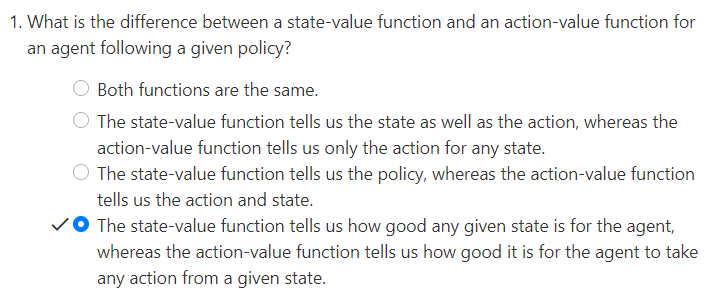 1. What is the difference between a state-value function and an action-value function for
an agent following a given policy?
Both functions are the same.
The state-value function tells us the state as well as the action, whereas the
action-value function tells us only the action for any state.
The state-value function tells us the policy, whereas the action-value function
tells us the action and state.
The state-value function tells us how good any given state is for the agent,
whereas the action-value function tells us how good it is for the agent to take
any action from a given state.